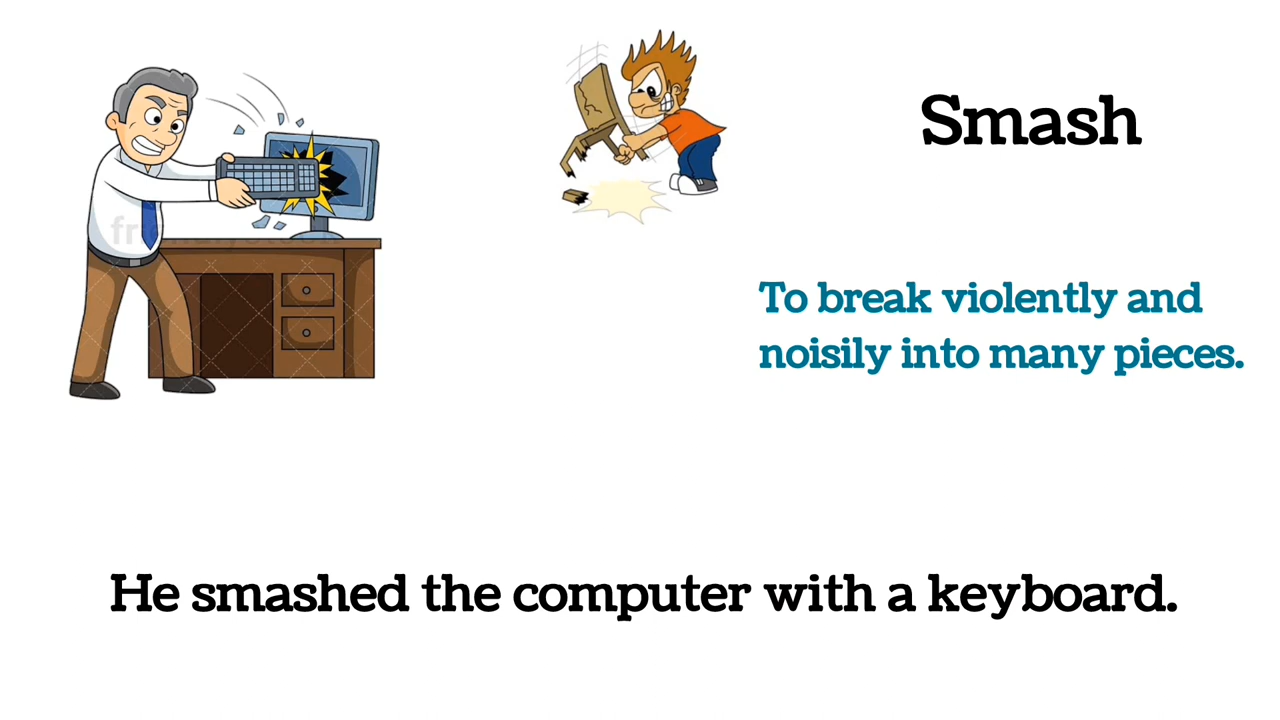 Smash
To break violently and
noisily into many pieces.
He smashed the computer with a keyboard.